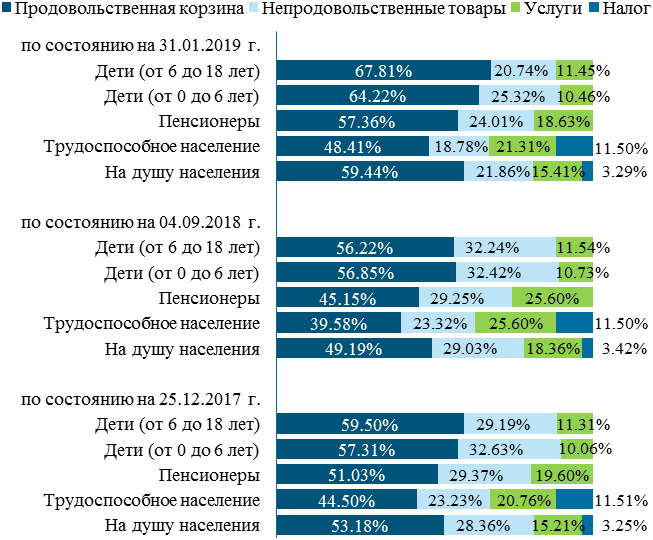 Продовольственная корзина Непродовольственные товары Услуги Налог
по состоянию на 31.01.2019 г.
Дети (от 6 до 18 лет) 67.81% 20.74% 11.45%
Дети (от 0 до 6 лет) 64.22% 25.32% 10.46%
Пенсионеры 57.36% 24.01% 18.63%
Трудоспособное население 48.41% 18.78% 21.31% 11.50%
На душу населения 59.44% 21.86% 15.41% 3.29%
по состоянию на 04.09.2018 г.
Дети (от 6 до 18 лет) 56.22% 32.24% 11.54%
Дети (от 0 до 6 лет) 56.85% 32.42% 10.73%
Пенсионеры 45.15% 29.25% 25.60%
Трудоспособное население 39.58% 23.32% 25.60% 11.50%
На душу населения 49.19% 29.03% 18.36% 3.42%
по состоянию на 25.12.2017 г.
Дети (от 6 до 18 лет) 59.50% 29.19% 11.31%
Дети (от 0 до 6 лет) 57.31% 32.63% 10.06%
Пенсионеры 51.03% 29.37% 19.60%
Трудоспособное население 44.50% 23.23% 20.76% 11.51%
На душу населения 53.18% 28.36% 15.21% 3.25%